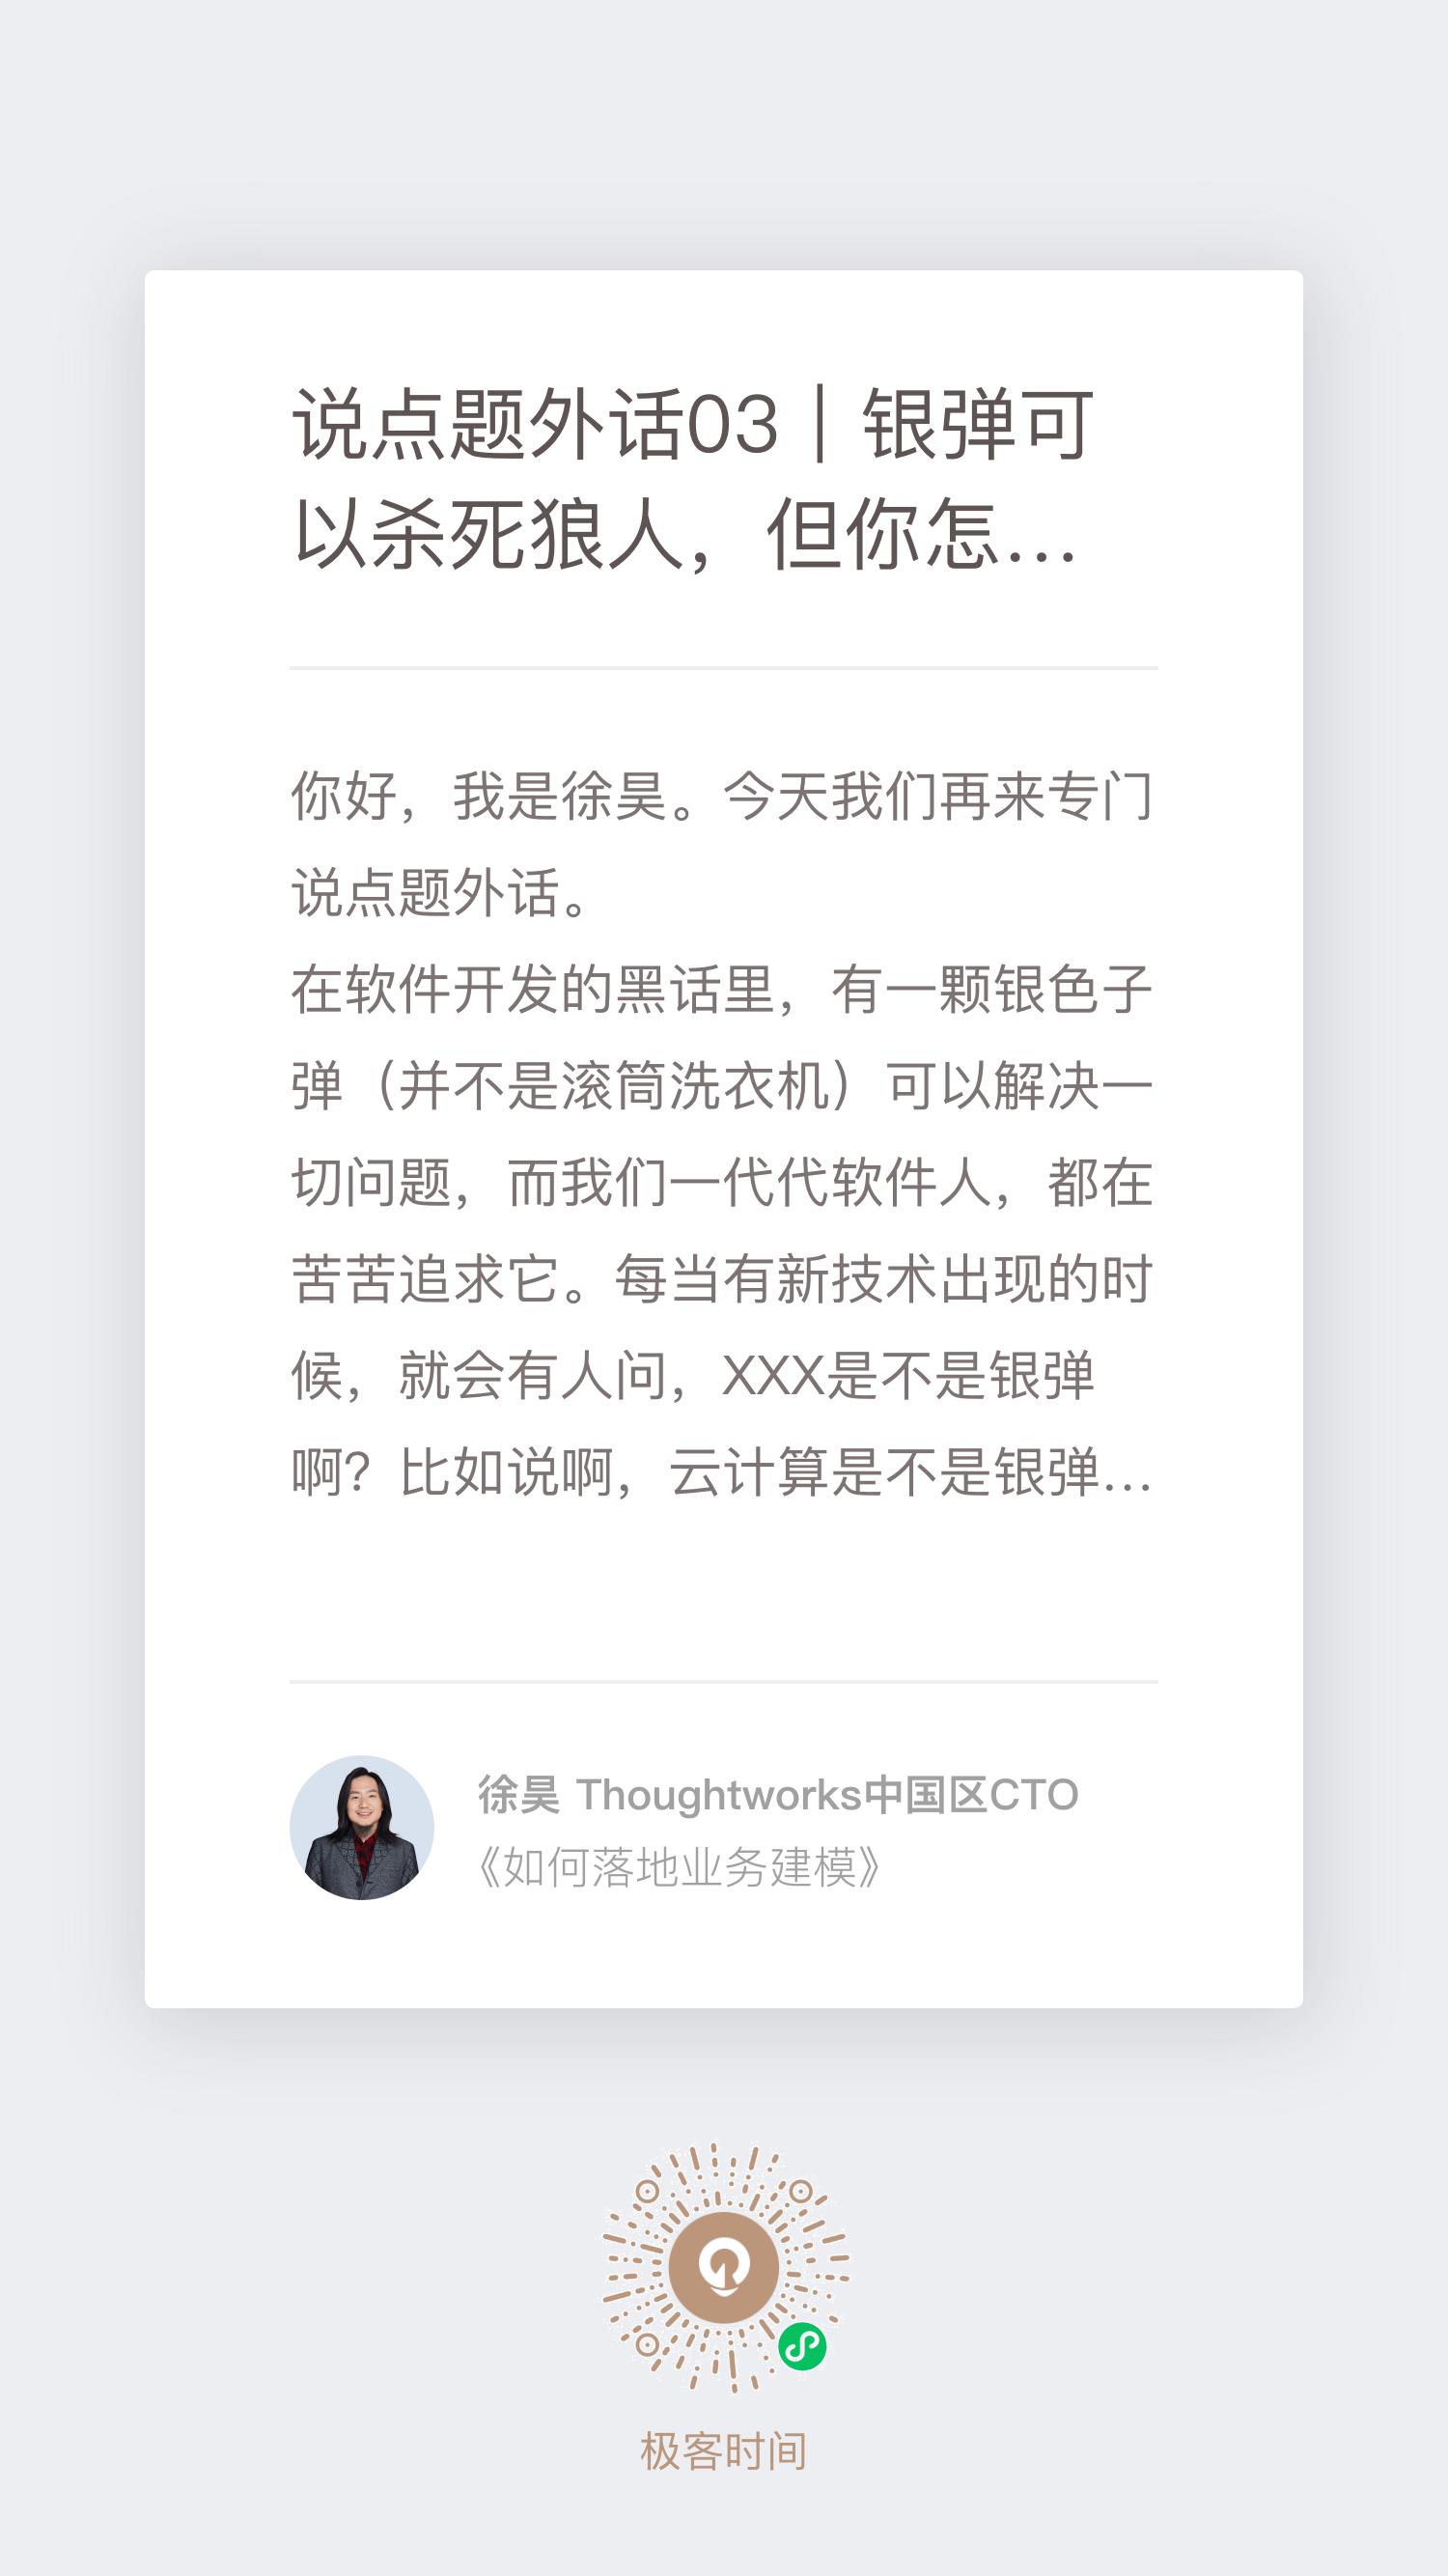 说点题外话03｜银弹可
以杀死狼人，但你怎...
你好，我是徐昊。今天我们再来专门
说点题外话。
在软件开发的黑话里，有一颗银色子
弹（并不是滚筒洗衣机）可以解决一
切问题，而我们一代代软件人，都在
苦苦追求它。每当有新技术出现的时
候，就会有人问，XXX是不是银弹
啊？比如说啊，云计算是不是银弹...
徐昊 Thoughtworks中国区CTO
《如何落地业务建模》
极客时间